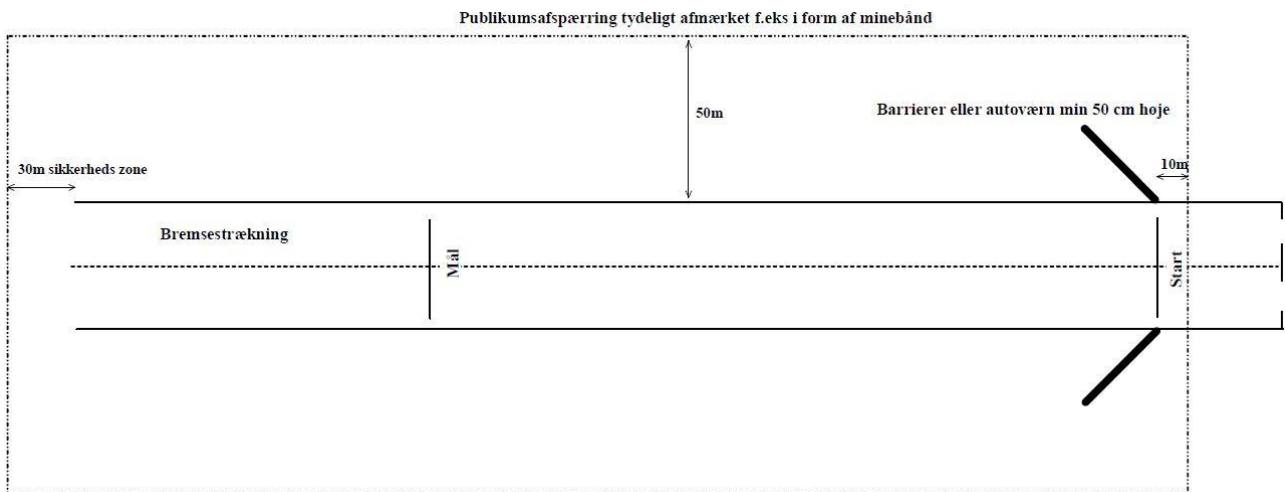 Publikumsafspærring tydeligt afmærket f.eks i form af minebånd
50m
Barrierer eller autoværn min 50 cm høje
30m sikkerheds zone
10m
Bremsestrækning
Mål
Start